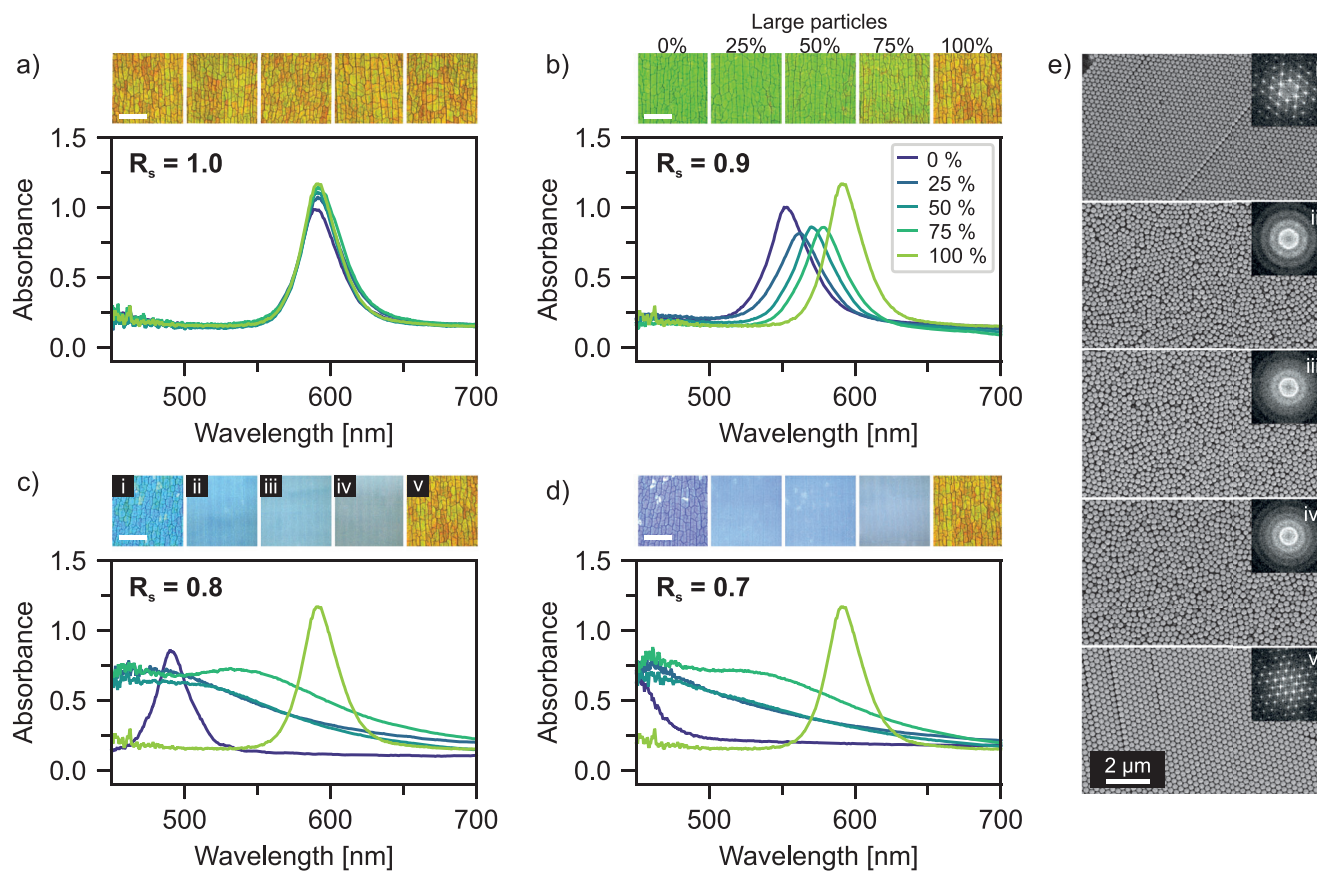 a)
1.5
1.0
0.5
0.0
Absorbance
R_s = 1.0
500
600
700
Wavelength [nm]
b)
Large particles
0%
25%
50%
75%
100%
1.5
1.0
0.5
0.0
Absorbance
R_s = 0.9
0 %
25 %
50 %
75 %
100 %
500
600
700
Wavelength [nm]
c)
i
ii
iii
iv
v
1.5
1.0
0.5
0.0
Absorbance
R_s = 0.8
500
600
700
Wavelength [nm]
d)
1.5
1.0
0.5
0.0
Absorbance
R_s = 0.7
500
600
700
Wavelength [nm]
e)
ii
iii
iv
v
2 μm